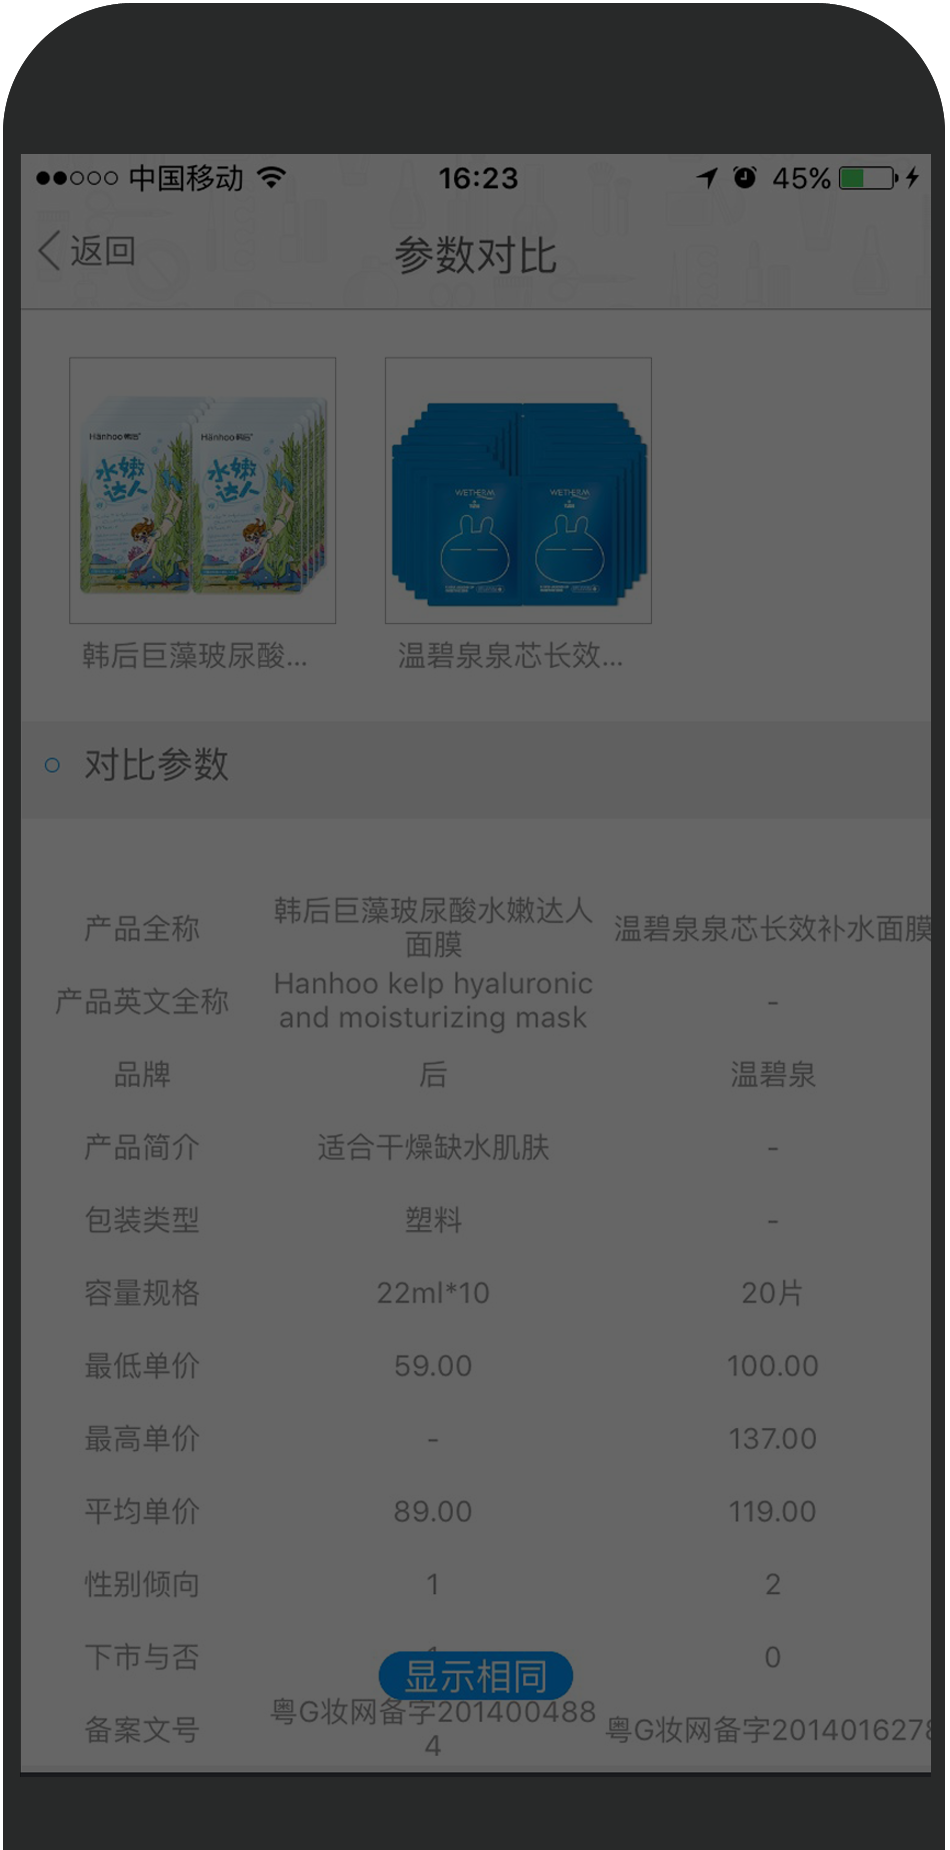 中国移动
16:23
45%
返回
参数对比
Hanhoo 韩后
Hanhoo 韩后
水嫩
达人
水嫩
达人
WETHERM
WETHERM
韩后巨藻玻尿酸...
温碧泉泉芯长效...
对比参数
产品全称
韩后巨藻玻尿酸水嫩达人
面膜
温碧泉泉芯长效补水面膜
产品英文全称
Hanhoo kelp hyaluronic
and moisturizing mask
-
品牌
后
温碧泉
产品简介
适合干燥缺水肌肤
-
包装类型
塑料
-
容量规格
22ml*10
20片
最低单价
59.00
100.00
最高单价
-
137.00
平均单价
89.00
119.00
性别倾向
1
2
下市与否
0
显示相同
备案文号
粤G妆网备字201400488
4
粤G妆网备字201401627